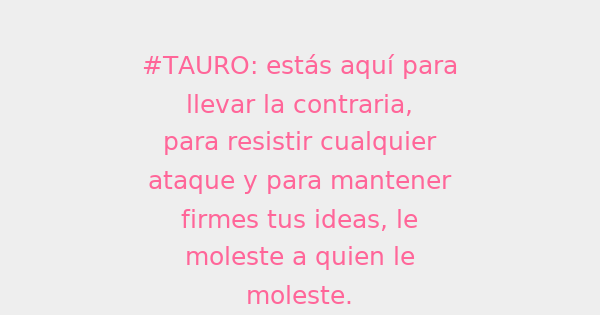 #TAURO: estás aquí para
llevar la contraria,
para resistir cualquier
ataque y para mantener
firmes tus ideas, le
moleste a quien le
moleste.